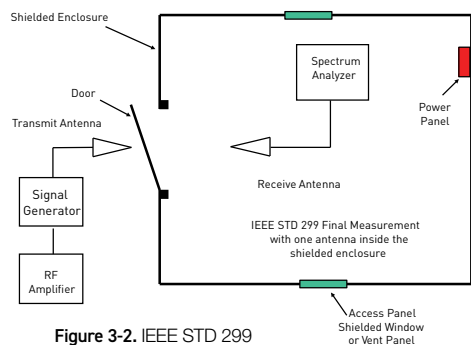 Shielded Enclosure
Spectrum
Analyzer
Door
Power
Panel
Transmit Antenna
Receive Antenna
Signal
Generator
IEEE STD 299 Final Measurement
with one antenna inside the
shielded enclosure
RF
Amplifier
Access Panel
Shielded Window
or Vent Panel
Figure 3-2. IEEE STD 299